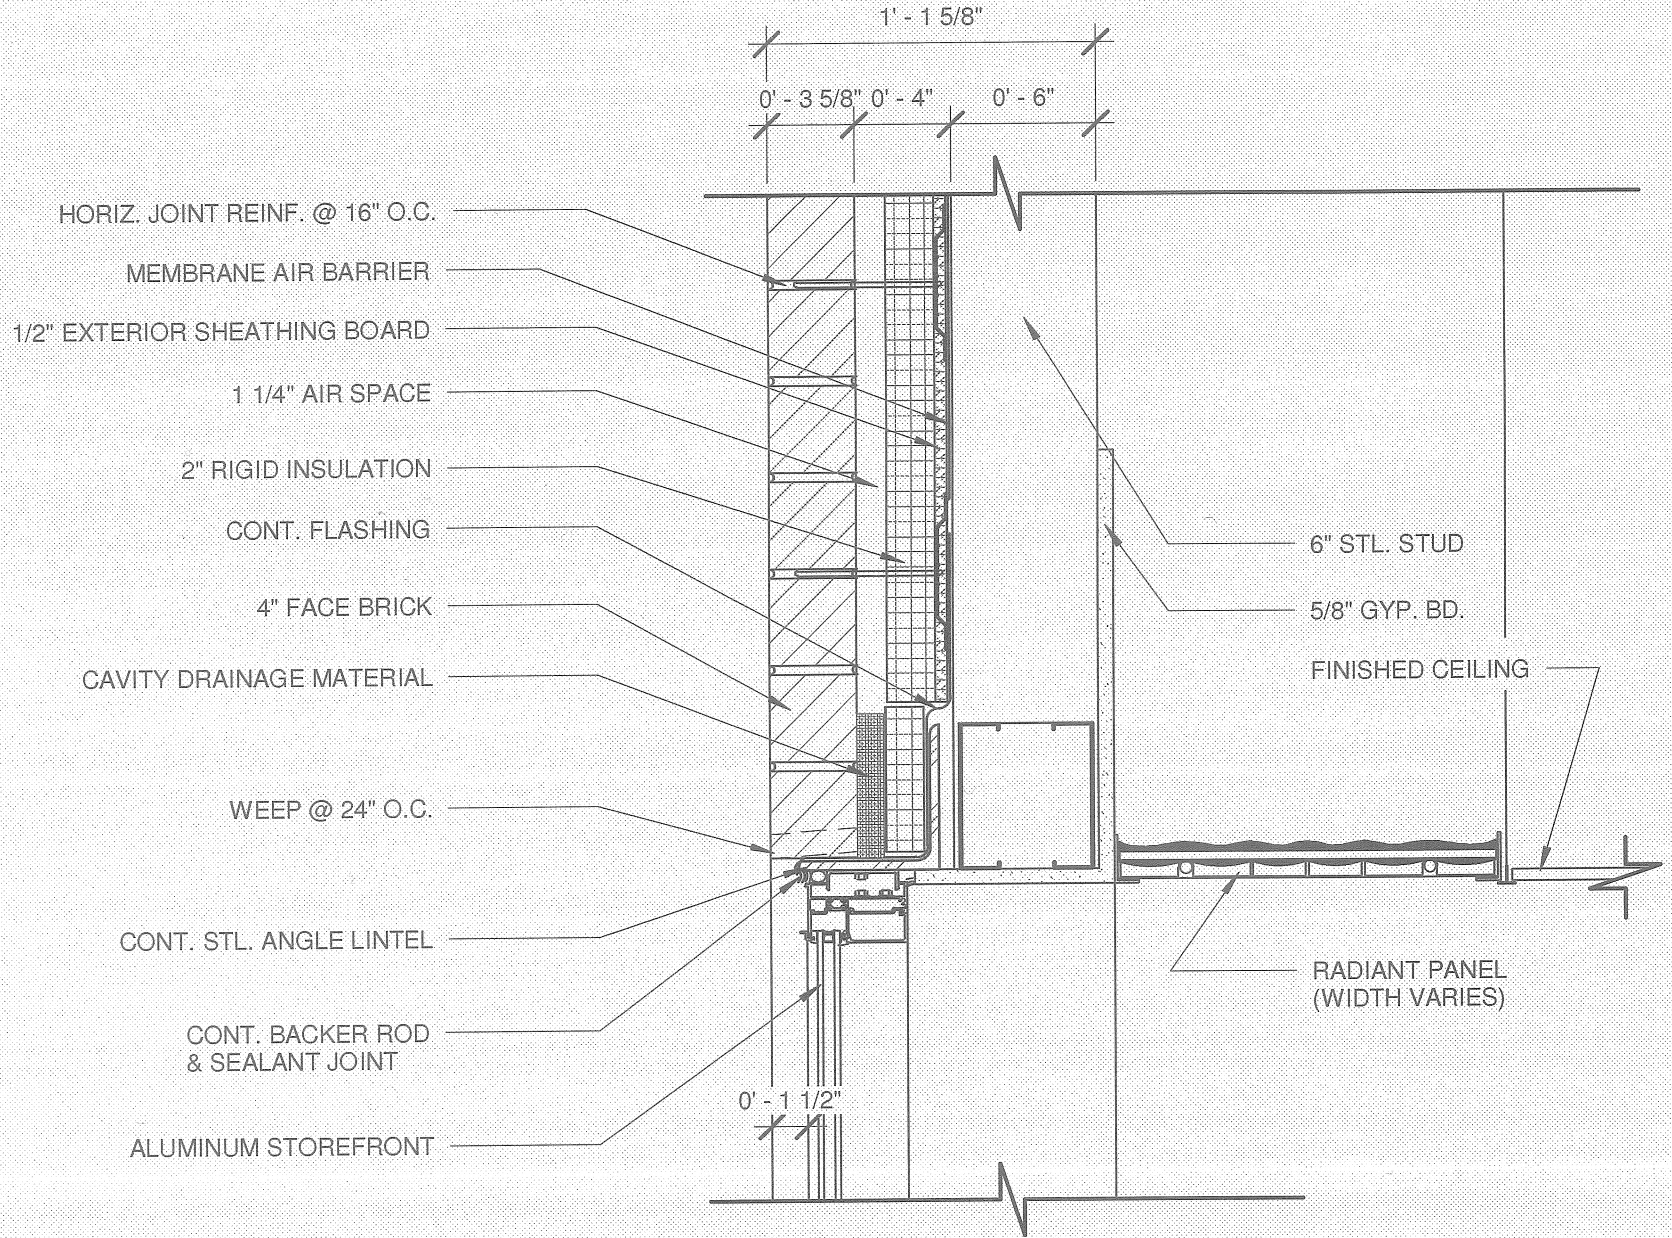 1' - 1 5/8"
0' - 3 5/8" 0' - 4" 0' - 6"
HORIZ. JOINT REINF. @ 16" O.C.
MEMBRANE AIR BARRIER
1/2" EXTERIOR SHEATHING BOARD
1 1/4" AIR SPACE
2" RIGID INSULATION
CONT. FLASHING
4" FACE BRICK
CAVITY DRAINAGE MATERIAL
WEEP @ 24" O.C.
CONT. STL. ANGLE LINTEL
CONT. BACKER ROD
& SEALANT JOINT
ALUMINUM STOREFRONT
0' - 1 1/2"
6" STL. STUD
5/8" GYP. BD.
FINISHED CEILING
RADIANT PANEL
(WIDTH VARIES)